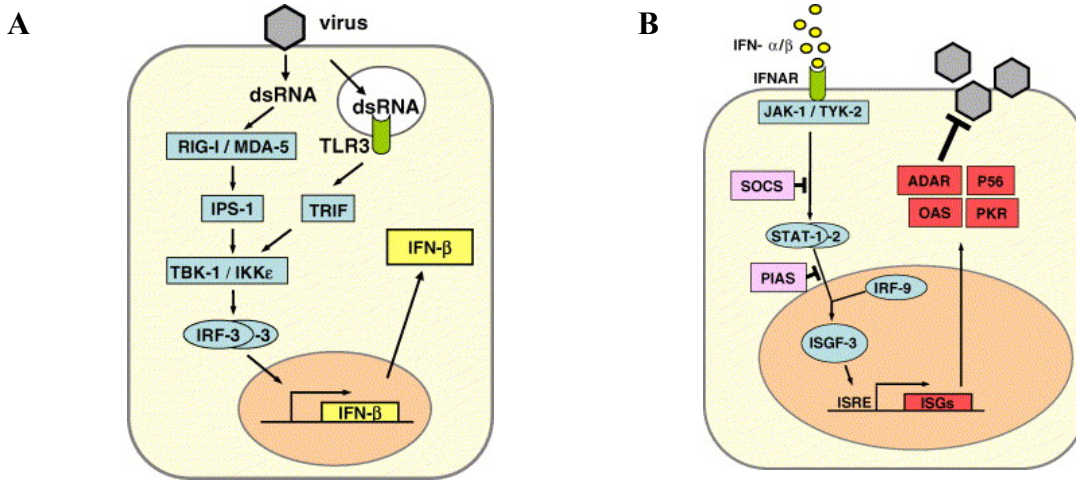 A
virus
dsRNA
dsRNA
TLR3
RIG-I / MDA-5
IPS-1
TRIF
TBK-1 / IKKε
IFN-β
IRF-3 -3
IFN-β
B
IFN- α/β
IFNAR
JAK-1 / TYK-2
SOCS
ADAR
P56
OAS
PKR
STAT-1 -2
PIAS
IRF-9
ISGF-3
ISRE
ISGs